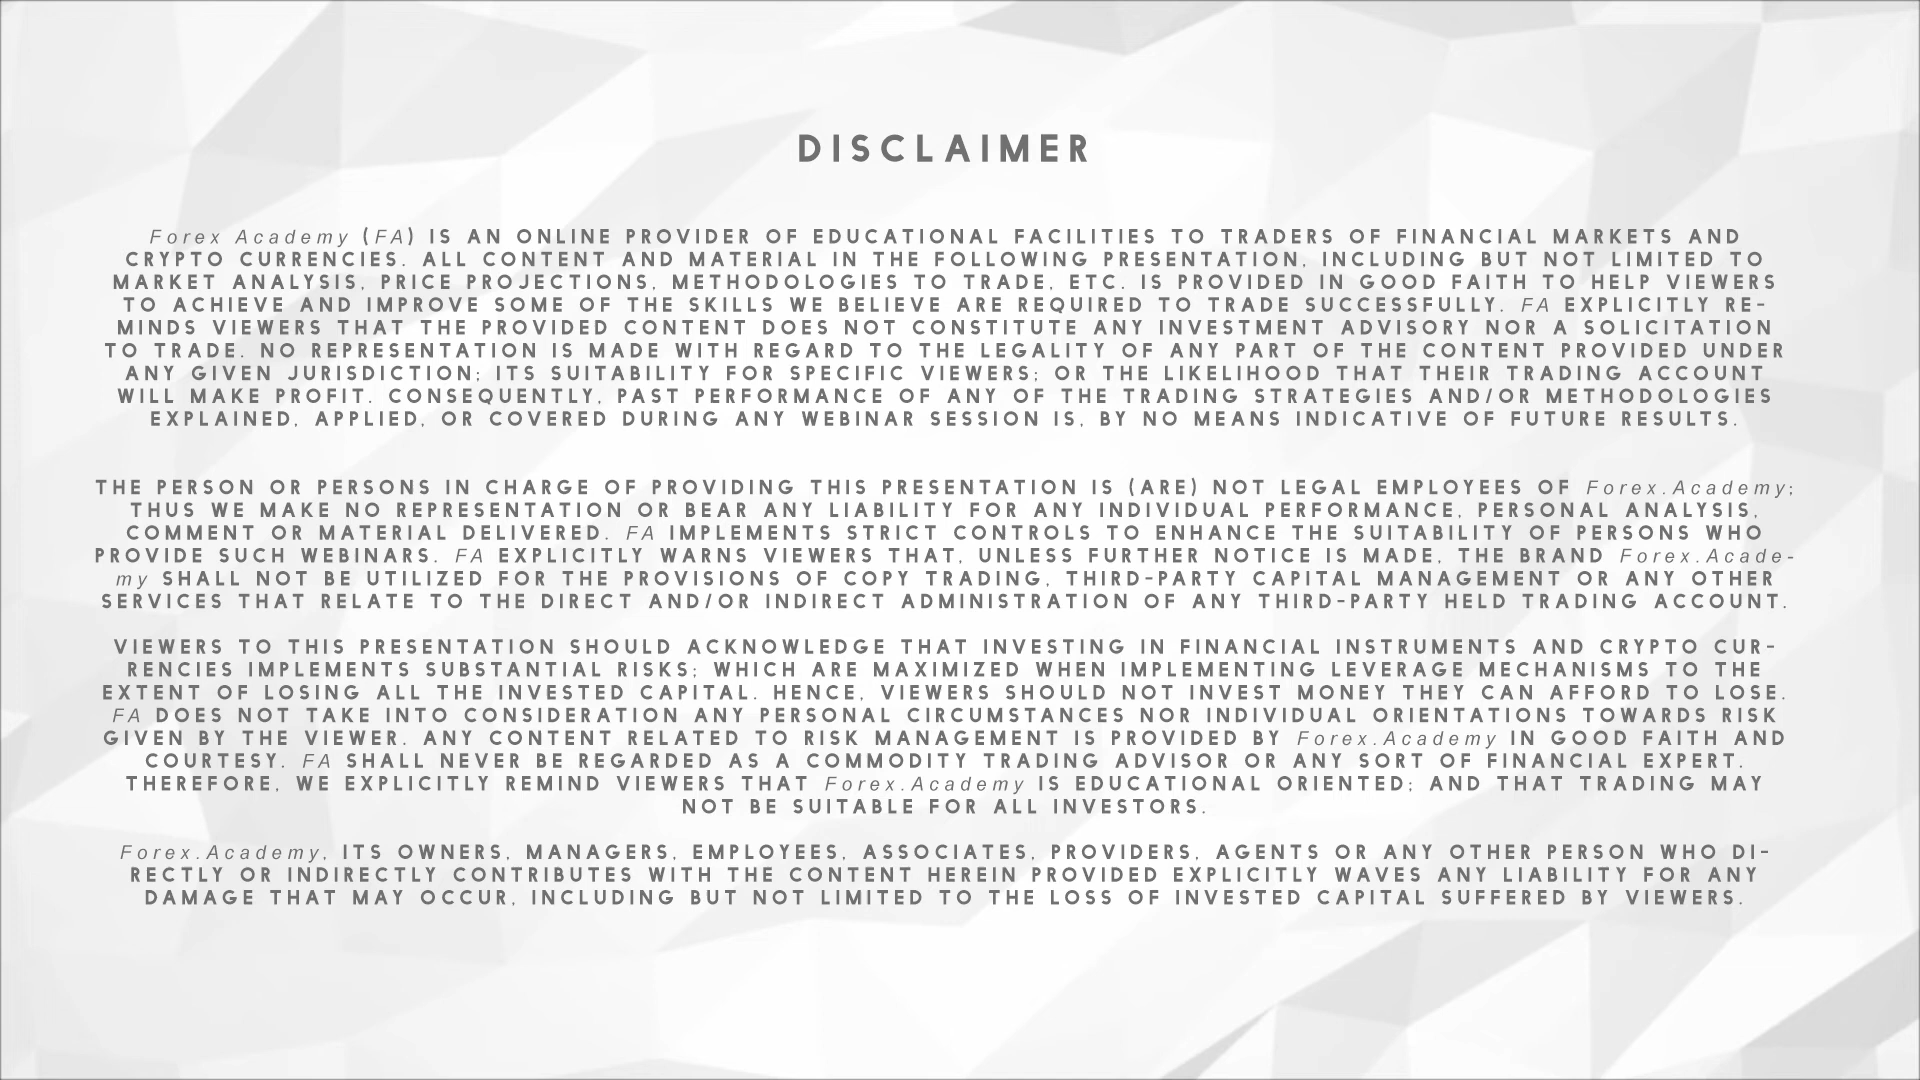 DISCLAIMER
Forex Academy (FA) IS AN ONLINE PROVIDER OF EDUCATIONAL FACILITIES TO TRADERS OF FINANCIAL MARKETS AND
CRYPTO CURRENCIES. ALL CONTENT AND MATERIAL IN THE FOLLOWING PRESENTATION, INCLUDING BUT NOT LIMITED TO
MARKET ANALYSIS, PRICE PROJECTIONS, METHODOLOGIES TO TRADE, ETC. IS PROVIDED IN GOOD FAITH TO HELP VIEWERS
TO ACHIEVE AND IMPROVE SOME OF THE SKILLS WE BELIEVE ARE REQUIRED TO TRADE SUCCESSFULLY. FA EXPLICITLY RE-
MINDS VIEWERS THAT THE PROVIDED CONTENT DOES NOT CONSTITUTE ANY INVESTMENT ADVISORY NOR A SOLICITATION
TO TRADE. NO REPRESENTATION IS MADE WITH REGARD TO THE LEGALITY OF ANY PART OF THE CONTENT PROVIDED UNDER
ANY GIVEN JURISDICTION; ITS SUITABILITY FOR SPECIFIC VIEWERS; OR THE LIKELIHOOD THAT THEIR TRADING ACCOUNT
WILL MAKE PROFIT. CONSEQUENTLY, PAST PERFORMANCE OF ANY OF THE TRADING STRATEGIES AND/OR METHODOLOGIES
EXPLAINED, APPLIED, OR COVERED DURING ANY WEBINAR SESSION IS, BY NO MEANS INDICATIVE OF FUTURE RESULTS.
THE PERSON OR PERSONS IN CHARGE OF PROVIDING THIS PRESENTATION IS (ARE) NOT LEGAL EMPLOYEES OF Forex.Academy;
THUS WE MAKE NO REPRESENTATION OR BEAR ANY LIABILITY FOR ANY INDIVIDUAL PERFORMANCE, PERSONAL ANALYSIS,
COMMENT OR MATERIAL DELIVERED. FA IMPLEMENTS STRICT CONTROLS TO ENHANCE THE SUITABILITY OF PERSONS WHO
PROVIDE SUCH WEBINARS. FA EXPLICITLY WARNS VIEWERS THAT, UNLESS FURTHER NOTICE IS MADE, THE BRAND Forex.Acade-
my SHALL NOT BE UTILIZED FOR THE PROVISIONS OF COPY TRADING, THIRD-PARTY CAPITAL MANAGEMENT OR ANY OTHER
SERVICES THAT RELATE TO THE DIRECT AND/OR INDIRECT ADMINISTRATION OF ANY THIRD-PARTY HELD TRADING ACCOUNT.
VIEWERS TO THIS PRESENTATION SHOULD ACKNOWLEDGE THAT INVESTING IN FINANCIAL INSTRUMENTS AND CRYPTO CUR-
RENCIES IMPLEMENTS SUBSTANTIAL RISKS; WHICH ARE MAXIMIZED WHEN IMPLEMENTING LEVERAGE MECHANISMS TO THE
EXTENT OF LOSING ALL THE INVESTED CAPITAL. HENCE, VIEWERS SHOULD NOT INVEST MONEY THEY CAN AFFORD TO LOSE.
FA DOES NOT TAKE INTO CONSIDERATION ANY PERSONAL CIRCUMSTANCES NOR INDIVIDUAL ORIENTATIONS TOWARDS RISK
GIVEN BY THE VIEWER. ANY CONTENT RELATED TO RISK MANAGEMENT IS PROVIDED BY Forex.Academy IN GOOD FAITH AND
COURTESY. FA SHALL NEVER BE REGARDED AS A COMMODITY TRADING ADVISOR OR ANY SORT OF FINANCIAL EXPERT.
THEREFORE, WE EXPLICITLY REMIND VIEWERS THAT Forex.Academy IS EDUCATIONAL ORIENTED; AND THAT TRADING MAY
NOT BE SUITABLE FOR ALL INVESTORS.
Forex.Academy, ITS OWNERS, MANAGERS, EMPLOYEES, ASSOCIATES, PROVIDERS, AGENTS OR ANY OTHER PERSON WHO DI-
RECTLY OR INDIRECTLY CONTRIBUTES WITH THE CONTENT HEREIN PROVIDED EXPLICITLY WAVES ANY LIABILITY FOR ANY
DAMAGE THAT MAY OCCUR, INCLUDING BUT NOT LIMITED TO THE LOSS OF INVESTED CAPITAL SUFFERED BY VIEWERS.